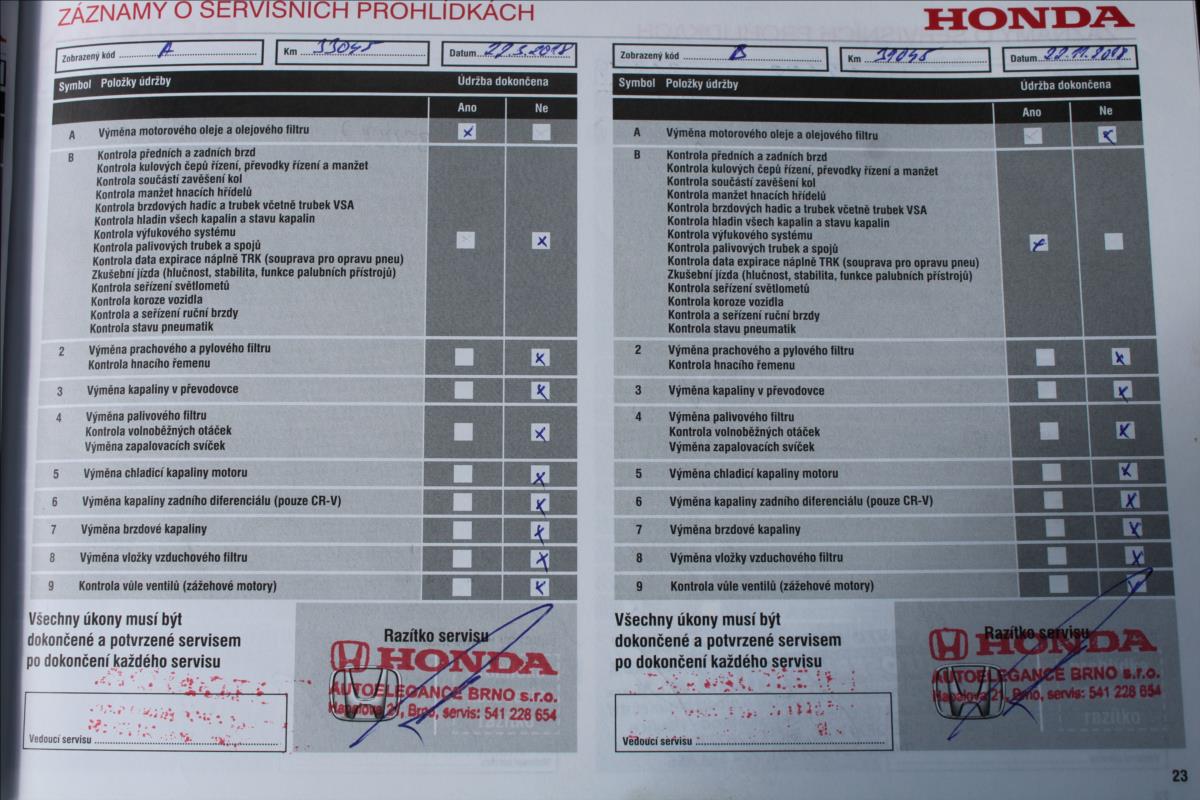 ZÁZNAMY O SERVISNÍCH PROHLÍDKÁCH
HONDA
Zobrazený kód A
Km 33045
Datum 22.3.2018
Symbol Položky údržby Údržba dokončena
Ano Ne
A Výměna motorového oleje a olejového filtru
B Kontrola předních a zadních brzd
Kontrola kulových čepů řízení, převodky řízení a manžet
Kontrola součástí zavěšení kol
Kontrola manžet hnacích hřídelů
Kontrola brzdových hadic a trubek včetně trubek VSA
Kontrola hladin všech kapalin a stavu kapalin
Kontrola výfukového systému
Kontrola palivových trubek a spojů
Kontrola data expirace náplně TRK (souprava pro opravu pneu)
Zkušební jízda (hlučnost, stabilita, funkce palubních přístrojů)
Kontrola seřízení světlometů
Kontrola koroze vozidla
Kontrola a seřízení ruční brzdy
Kontrola stavu pneumatik
2 Výměna prachového a pylového filtru
Kontrola hnacího řemenu
3 Výměna kapaliny v převodovce
4 Výměna palivového filtru
Kontrola volnoběžných otáček
Výměna zapalovacích svíček
5 Výměna chladicí kapaliny motoru
6 Výměna kapaliny zadního diferenciálu (pouze CR-V)
7 Výměna brzdové kapaliny
8 Výměna vložky vzduchového filtru
9 Kontrola vůle ventilů (zážehové motory)
Všechny úkony musí být
dokončené a potvrzené servisem
po dokončení každého servisu
Vedoucí servisu
Razítko servisu
HONDA
AUTOELEGANCE BRNO s.r.o.
Kapalova 21, Brno, servis: 541 228 654
Zobrazený kód B
Km 39045
Datum 22.11.2018
Symbol Položky údržby Údržba dokončena
Ano Ne
A Výměna motorového oleje a olejového filtru
B Kontrola předních a zadních brzd
Kontrola kulových čepů řízení, převodky řízení a manžet
Kontrola součástí zavěšení kol
Kontrola manžet hnacích hřídelů
Kontrola brzdových hadic a trubek včetně trubek VSA
Kontrola hladin všech kapalin a stavu kapalin
Kontrola výfukového systému
Kontrola palivových trubek a spojů
Kontrola data expirace náplně TRK (souprava pro opravu pneu)
Zkušební jízda (hlučnost, stabilita, funkce palubních přístrojů)
Kontrola seřízení světlometů
Kontrola koroze vozidla
Kontrola a seřízení ruční brzdy
Kontrola stavu pneumatik
2 Výměna prachového a pylového filtru
Kontrola hnacího řemenu
3 Výměna kapaliny v převodovce
4 Výměna palivového filtru
Kontrola volnoběžných otáček
Výměna zapalovacích svíček
5 Výměna chladicí kapaliny motoru
6 Výměna kapaliny zadního diferenciálu (pouze CR-V)
7 Výměna brzdové kapaliny
8 Výměna vložky vzduchového filtru
9 Kontrola vůle ventilů (zážehové motory)
Všechny úkony musí být
dokončené a potvrzené servisem
po dokončení každého servisu
Vedoucí servisu
Razítko servisu
HONDA
AUTOELEGANCE BRNO s.r.o.
Kapalova 21, Brno, servis: 541 228 654
23